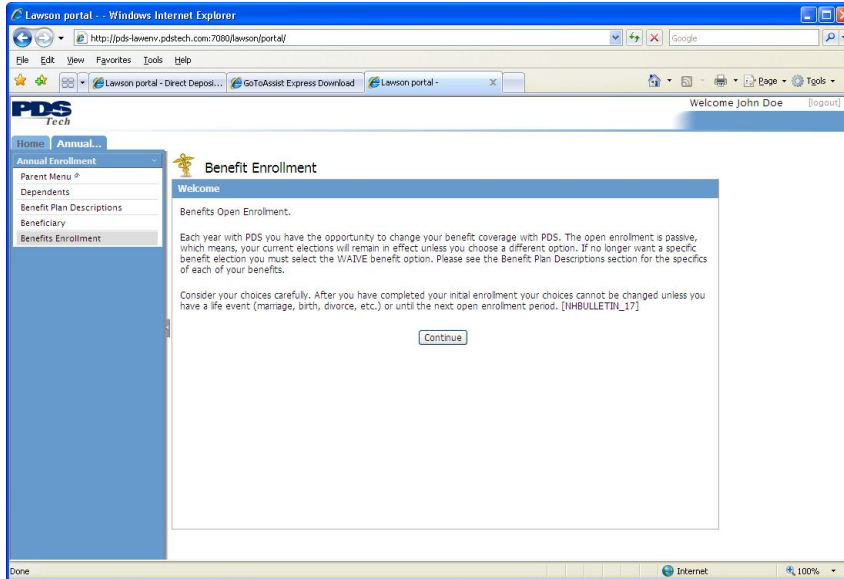 Lawson portal - - Windows Internet Explorer
http://pds-lawenv.pdstech.com:7080/lawson/portal/
Google
File Edit View Favorites Tools Help
Lawson portal - Direct Deposi...
GoToAssist Express Download
Lawson portal -
Page
Tools
PDS
Tech
Welcome John Doe
[logout]
Home
Annual...
Annual Enrollment
Parent Menu
Dependents
Benefit Plan Descriptions
Beneficiary
Benefits Enrollment
Benefit Enrollment
Welcome
Benefits Open Enrollment.
Each year with PDS you have the opportunity to change your benefit coverage with PDS. The open enrollment is passive,
which means, your current elections will remain in effect unless you choose a different option. If no longer want a specific
benefit election you must select the WAIVE benefit option. Please see the Benefit Plan Descriptions section for the specifics
of each of your benefits.
Consider your choices carefully. After you have completed your initial enrollment your choices cannot be changed unless you
have a life event (marriage, birth, divorce, etc.) or until the next open enrollment period. [NHBULLETIN_17]
Continue
Done
Internet
100%